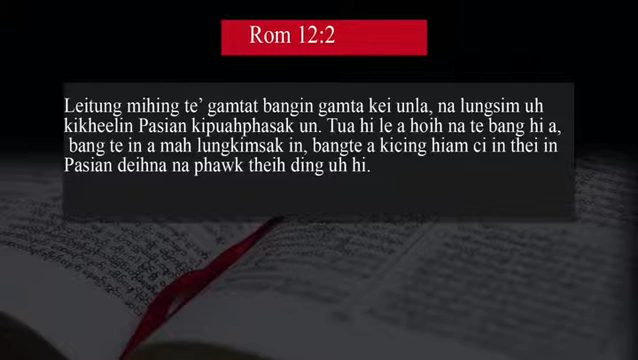 Rom 12:2
Leitung mihing te’ gamtat bangin gamta kei unla, na lungsim uh
kikheelin Pasian kipuahphasak un. Tua hi le a hoih na te bang hi a,
bang te in a mah lungkimsak in, bangte a kicing hiam ci in thei in
Pasian deihna na phawk theih ding uh hi.